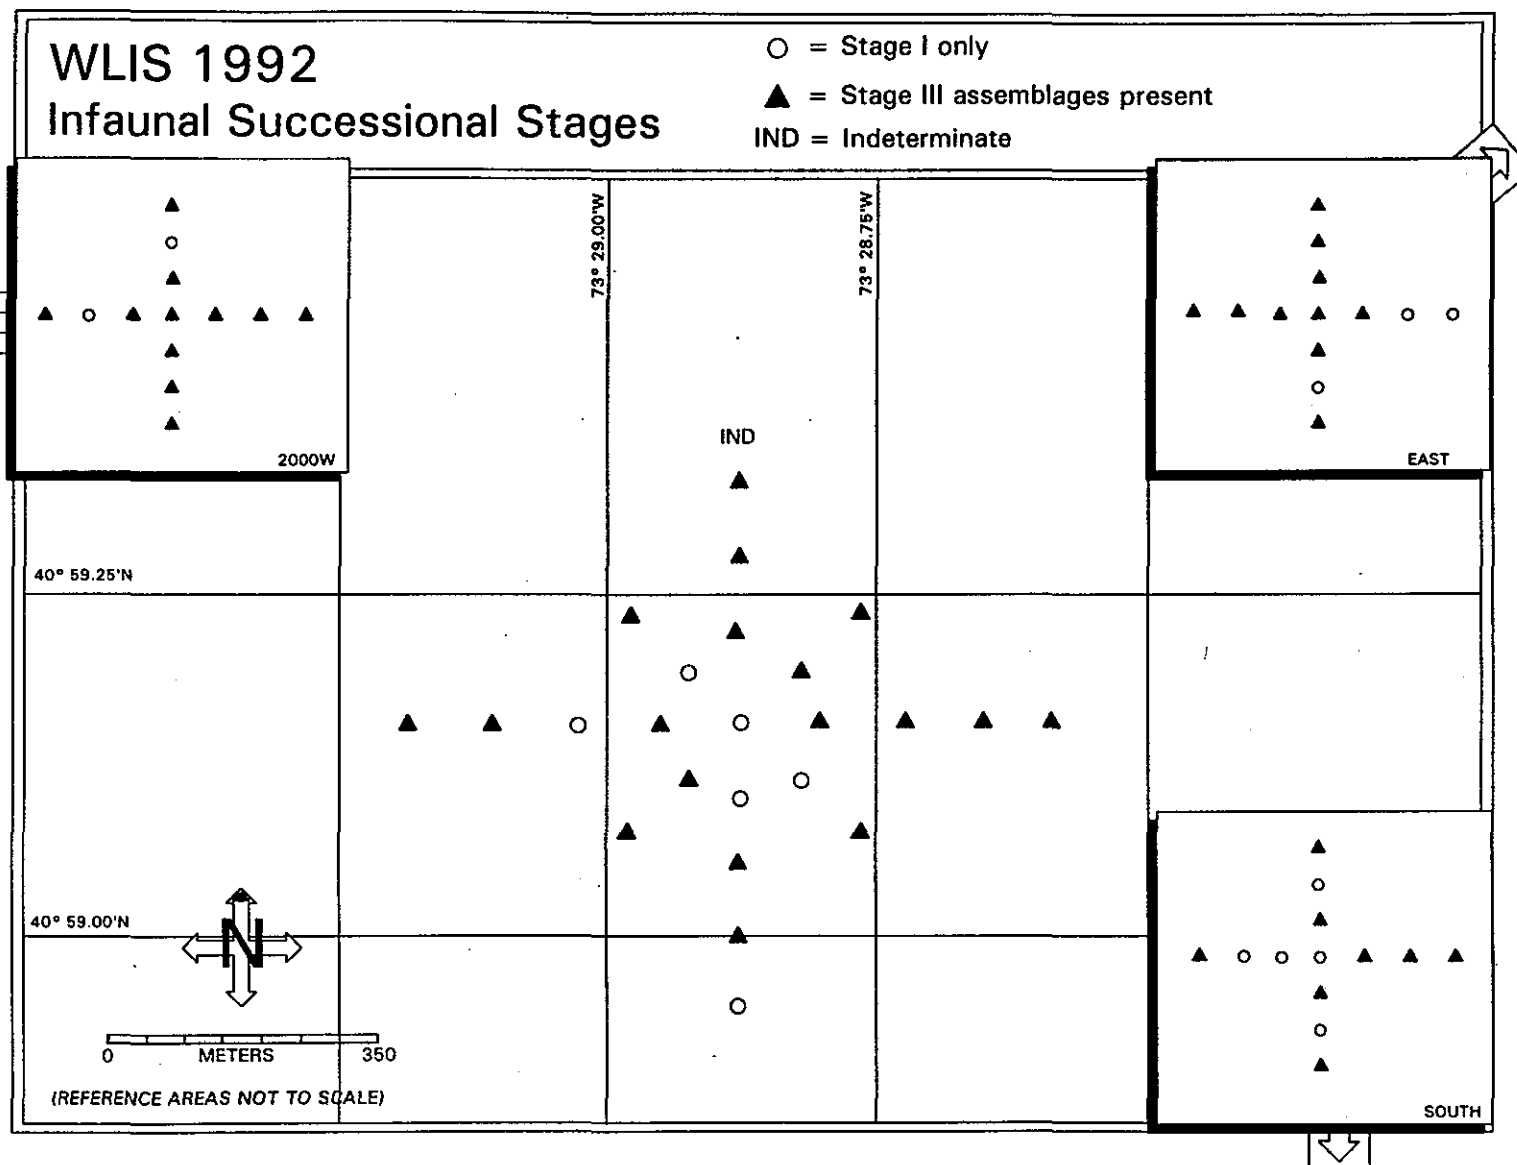 WLIS 1992
Infaunal Successional Stages
O = Stage I only
▲ = Stage III assemblages present
IND = Indeterminate
73° 29.00'W
73° 28.75'W
2000W
EAST
IND
40° 59.25'N
40° 59.00'N
N
0 METERS 350
(REFERENCE AREAS NOT TO SCALE)
SOUTH